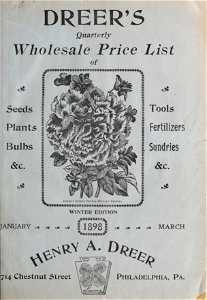 DREER'S
Quarterly
Wholesale Price List
of
Seeds
Plants
Bulbs
&c.
Tools
Fertilizers
Sundries
&c.
WINTER EDITION
JANUARY
1898
MARCH
HENRY A. DREER
714 Chestnut Street
PHILADELPHIA, PA.